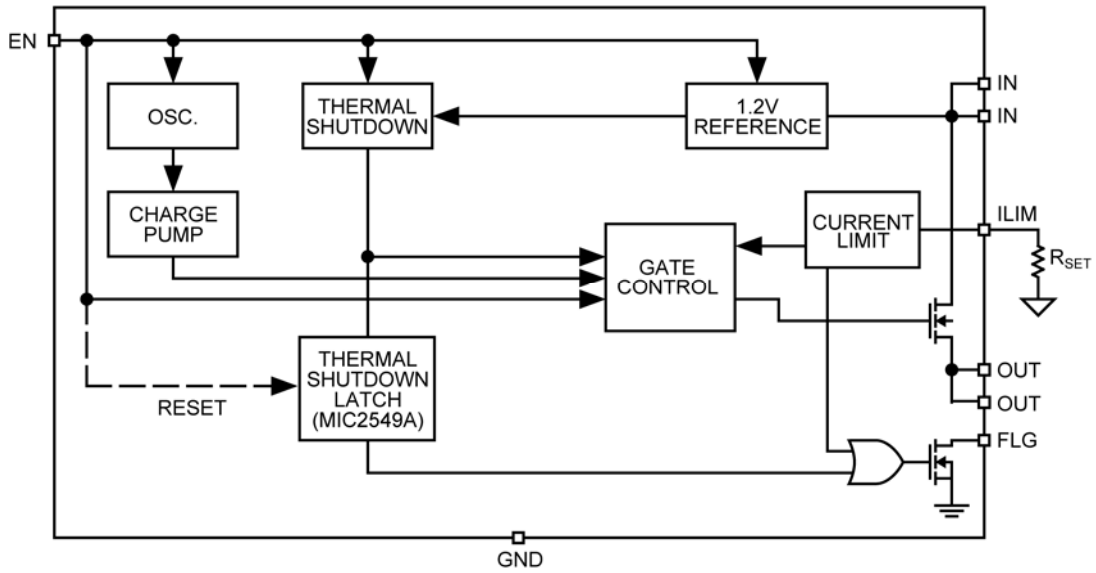 EN
OSC.
THERMAL
SHUTDOWN
1.2V
REFERENCE
IN
IN
CHARGE
PUMP
GATE
CONTROL
CURRENT
LIMIT
ILIM
RSET
THERMAL
SHUTDOWN
LATCH
(MIC2549A)
RESET
OUT
OUT
FLG
GND